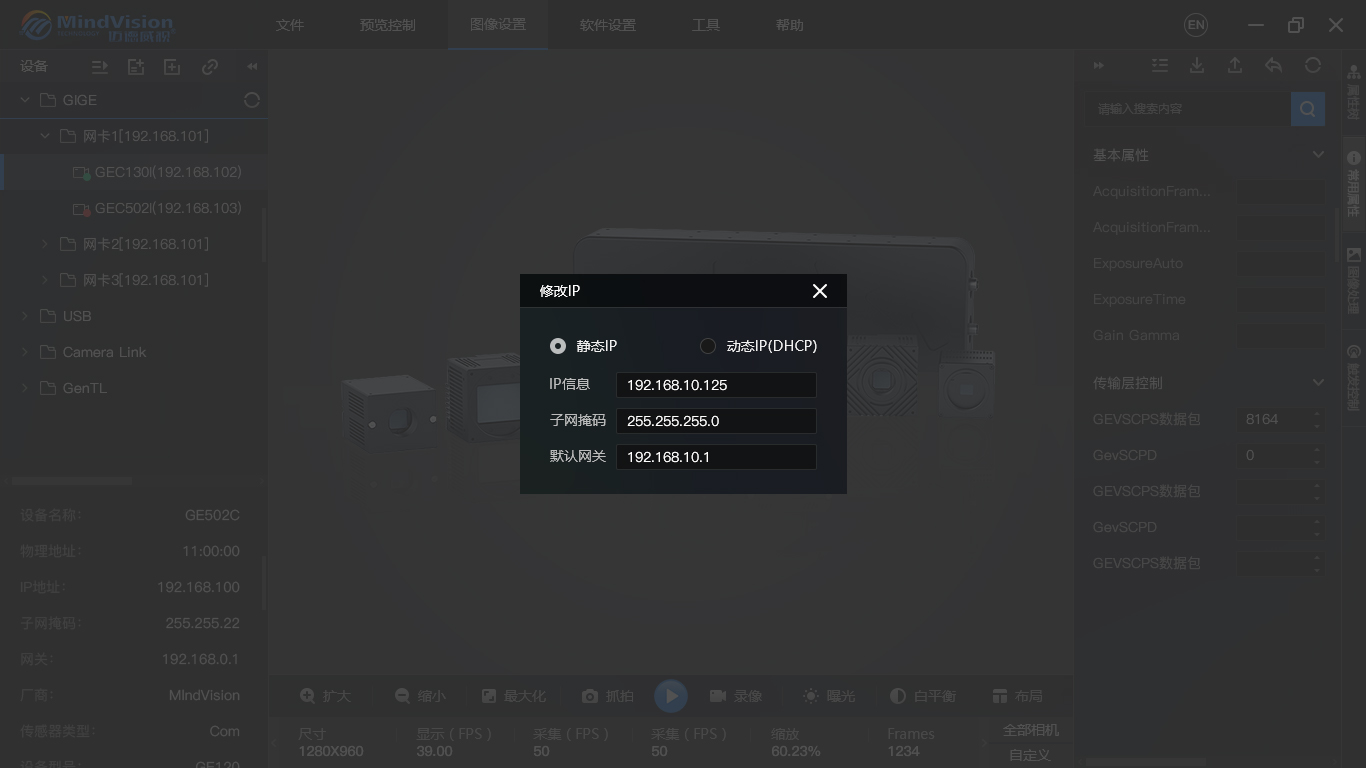 MindVision
文件
预览控制
图像设置
软件设置
工具
帮助
EN
设备
GIGE
网卡1[192.168.101]
GEC130I(192.168.102)
GEC502I(192.168.103)
网卡2[192.168.101]
网卡3[192.168.101]
USB
Camera Link
GenTL
设备名称：
GE502C
物理地址：
11:00:00
IP地址：
192.168.100
子网掩码：
255.255.22
网关：
192.168.0.1
厂商：
MIndVision
传感器类型：
Com
设备型号：
GE120
修改IP
静态IP
动态IP(DHCP)
IP信息
192.168.10.125
子网掩码
255.255.255.0
默认网关
192.168.10.1
扩大
缩小
最大化
抓拍
录像
曝光
白平衡
布局
尺寸
1280X960
显示（FPS）
39.00
采集（FPS）
50
采集（FPS）
50
缩放
60.23%
Frames
1234
全部相机
自定义
请输入搜索内容
基本属性
AcquisitionFram...
AcquisitionFram...
ExposureAuto
ExposureTime
Gain Gamma
传输层控制
GEVSCPS数据包
8164
GevSCPD
0
GEVSCPS数据包
GevSCPD
GEVSCPS数据包
属性树
常用属性
图像处理
触发控制